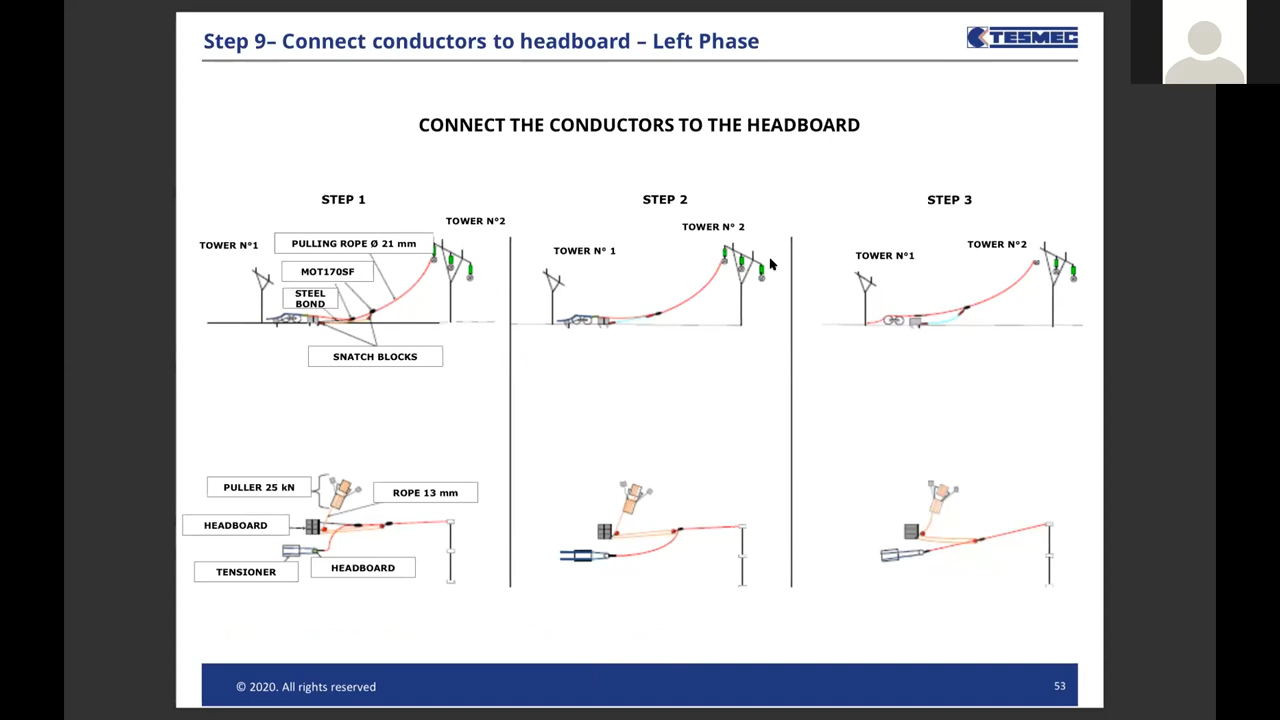 Step 9– Connect conductors to headboard – Left Phase
TESMEC
CONNECT THE CONDUCTORS TO THE HEADBOARD
STEP 1
TOWER N°2
TOWER N°1
PULLING ROPE Ø 21 mm
MOT170SF
STEEL
BOND
SNATCH BLOCKS
PULLER 25 kN
ROPE 13 mm
HEADBOARD
TENSIONER
HEADBOARD
STEP 2
TOWER N° 2
TOWER N° 1
STEP 3
TOWER N°2
TOWER N°1
© 2020. All rights reserved
53